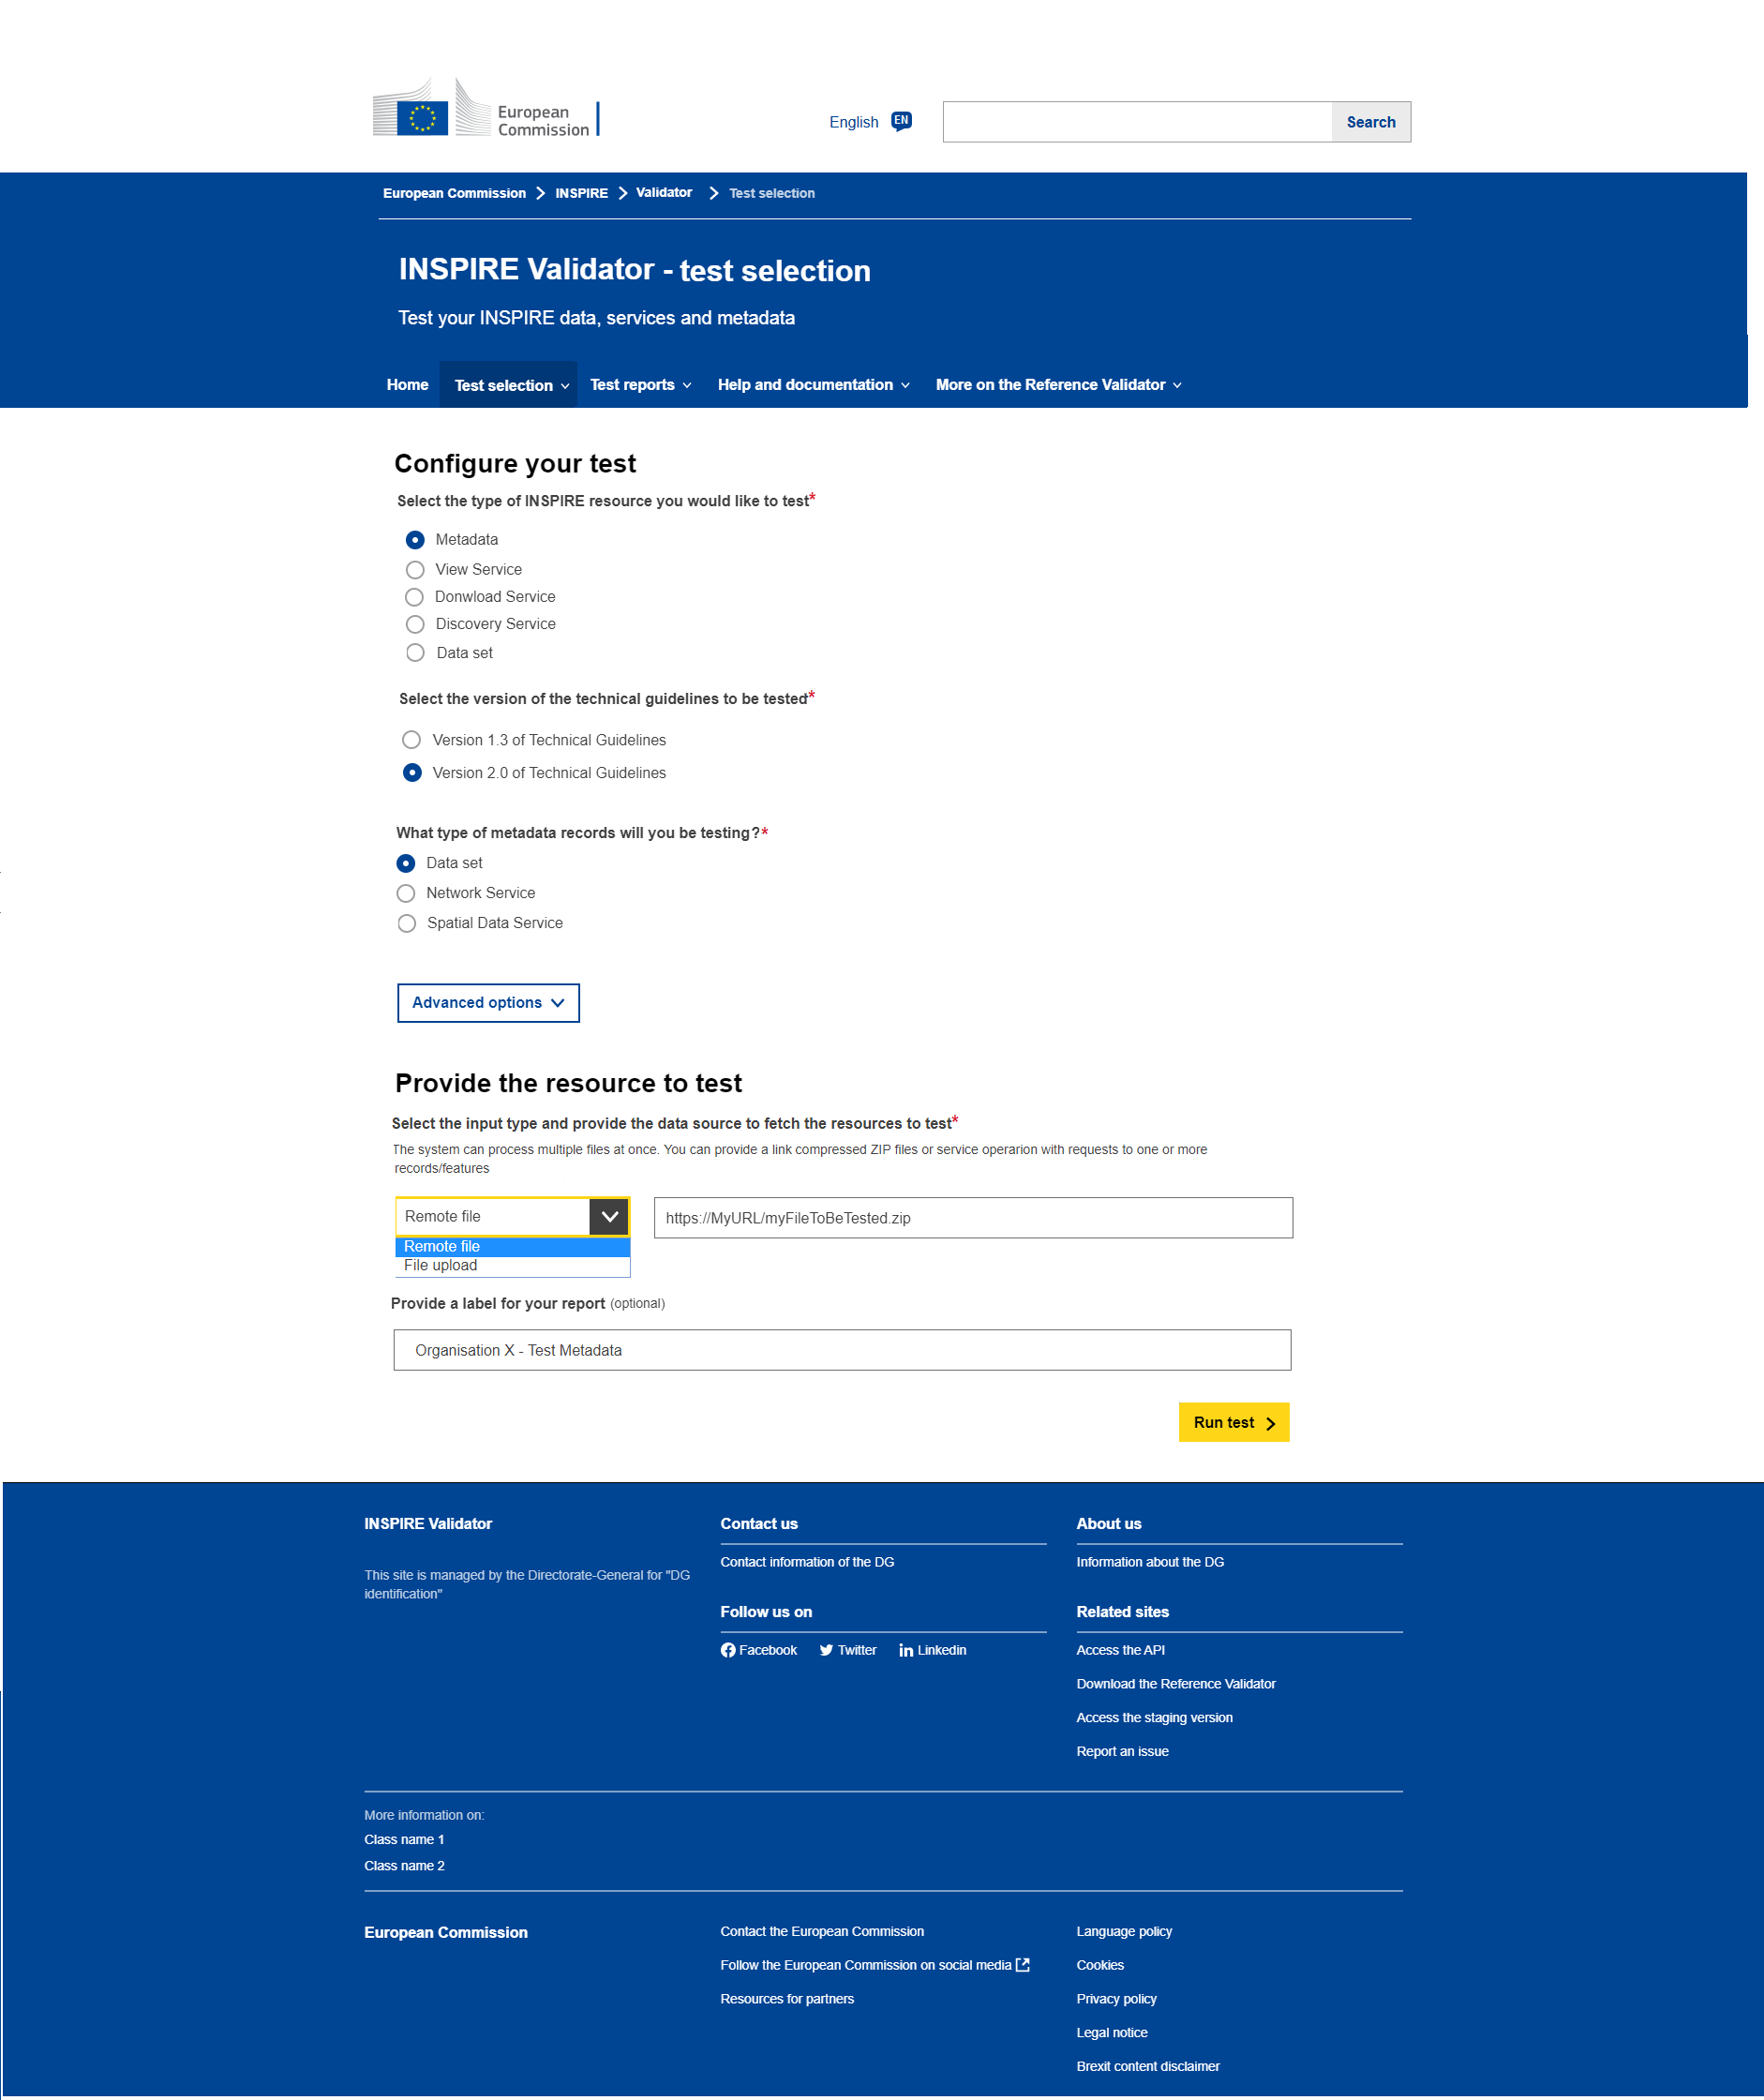 European
Commission
English EN
Search
European Commission INSPIRE Validator Test selection
INSPIRE Validator - test selection
Test your INSPIRE data, services and metadata
Home Test selection Test reports Help and documentation More on the Reference Validator
Configure your test
Select the type of INSPIRE resource you would like to test*
Metadata
View Service
Donwload Service
Discovery Service
Data set
Select the version of the technical guidelines to be tested*
Version 1.3 of Technical Guidelines
Version 2.0 of Technical Guidelines
What type of metadata records will you be testing?*
Data set
Network Service
Spatial Data Service
Advanced options
Provide the resource to test
Select the input type and provide the data source to fetch the resources to test*
The system can process multiple files at once. You can provide a link compressed ZIP files or service operarion with requests to one or more
records/features
Remote file
https://MyURL/myFileToBeTested.zip
Remote file
File upload
Provide a label for your report (optional)
Organisation X - Test Metadata
Run test
INSPIRE Validator
This site is managed by the Directorate-General for "DG
identification"
Contact us
Contact information of the DG
Follow us on
Facebook Twitter Linkedin
About us
Information about the DG
Related sites
Access the API
Download the Reference Validator
Access the staging version
Report an issue
More information on:
Class name 1
Class name 2
European Commission
Contact the European Commission
Follow the European Commission on social media
Resources for partners
Language policy
Cookies
Privacy policy
Legal notice
Brexit content disclaimer